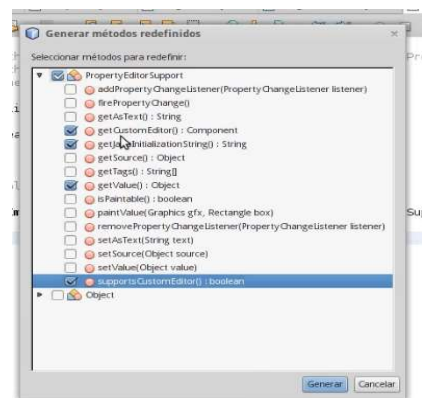 Generar métodos redefinidos
Seleccionar métodos para redefinir:
PropertyEditorSupport
addPropertyChangeListener(PropertyChangeListener listener)
firePropertyChange()
getAsText() : String
getCustomEditor() : Component
InitializationString() : String
getSource() : Object
getTags() : String[]
getValue() : Object
isPaintable() : boolean
paintValue(Graphics gfx, Rectangle box)
removePropertyChangeListener(PropertyChangeListener listener)
setAsText(String text)
setSource(Object source)
setValue(Object value)
supportsCustomEditor() : boolean
Object
Generar Cancelar